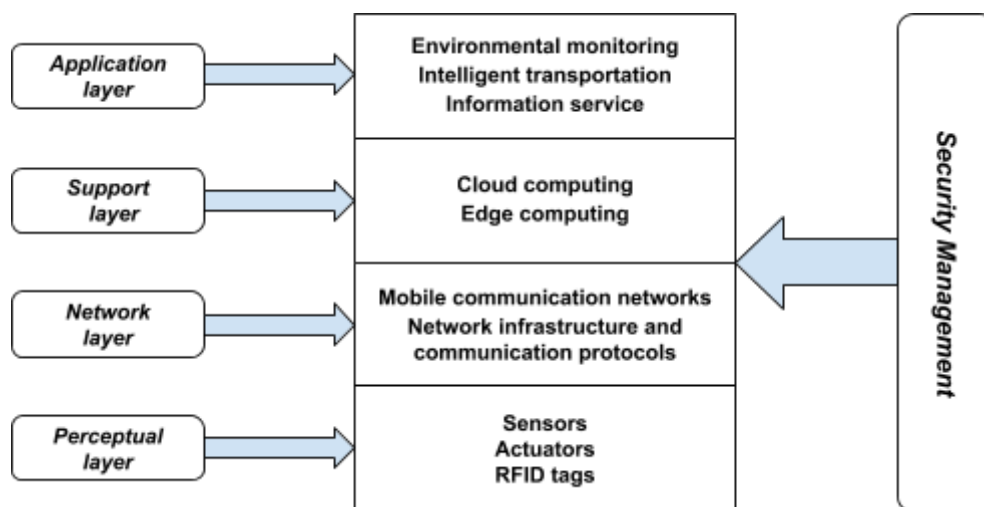 Application
layer
Environmental monitoring
Intelligent transportation
Information service
Support
layer
Cloud computing
Edge computing
Network
layer
Mobile communication networks
Network infrastructure and
communication protocols
Perceptual
layer
Sensors
Actuators
RFID tags
Security Management